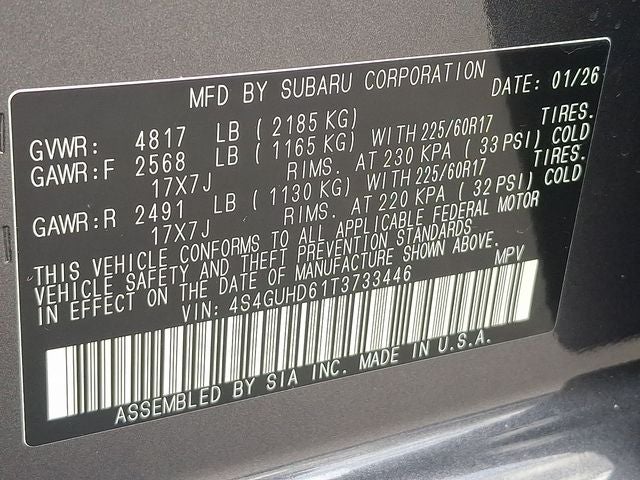 MFD BY SUBARU CORPORATION DATE: 01/26
GVWR: 4817 LB ( 2185 KG)
GAWR:F 2568 LB ( 1165 KG) WITH 225/60R17 TIRES.
17X7J RIMS. AT 230 KPA ( 33 PSI) COLD
GAWR:R 2491 LB ( 1130 KG) WITH 225/60R17 TIRES.
17X7J RIMS. AT 220 KPA ( 32 PSI) COLD
THIS VEHICLE CONFORMS TO ALL APPLICABLE FEDERAL MOTOR
VEHICLE SAFETY AND THEFT PREVENTION STANDARDS
IN EFFECT ON THE DATE OF MANUFACTURE SHOWN ABOVE.
VIN: 4S4GUHD61T3733446 MPV
ASSEMBLED BY SIA INC. MADE IN U.S.A.